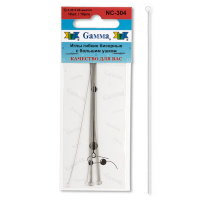 NC-304
Gamma
Иглы гибкие бисерные
с большим ушком
КАЧЕСТВО ДЛЯ ВАС